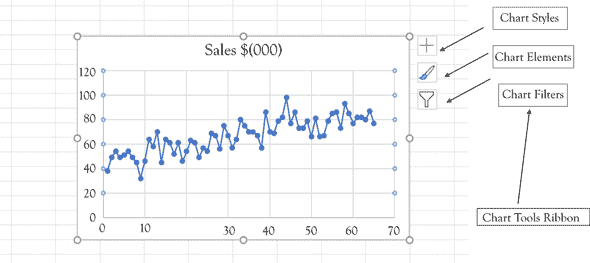 Sales $(000)
120
100
80
60
40
20
0
0 10 30 40 50 60 70
Chart Styles
Chart Elements
Chart Filters
Chart Tools Ribbon